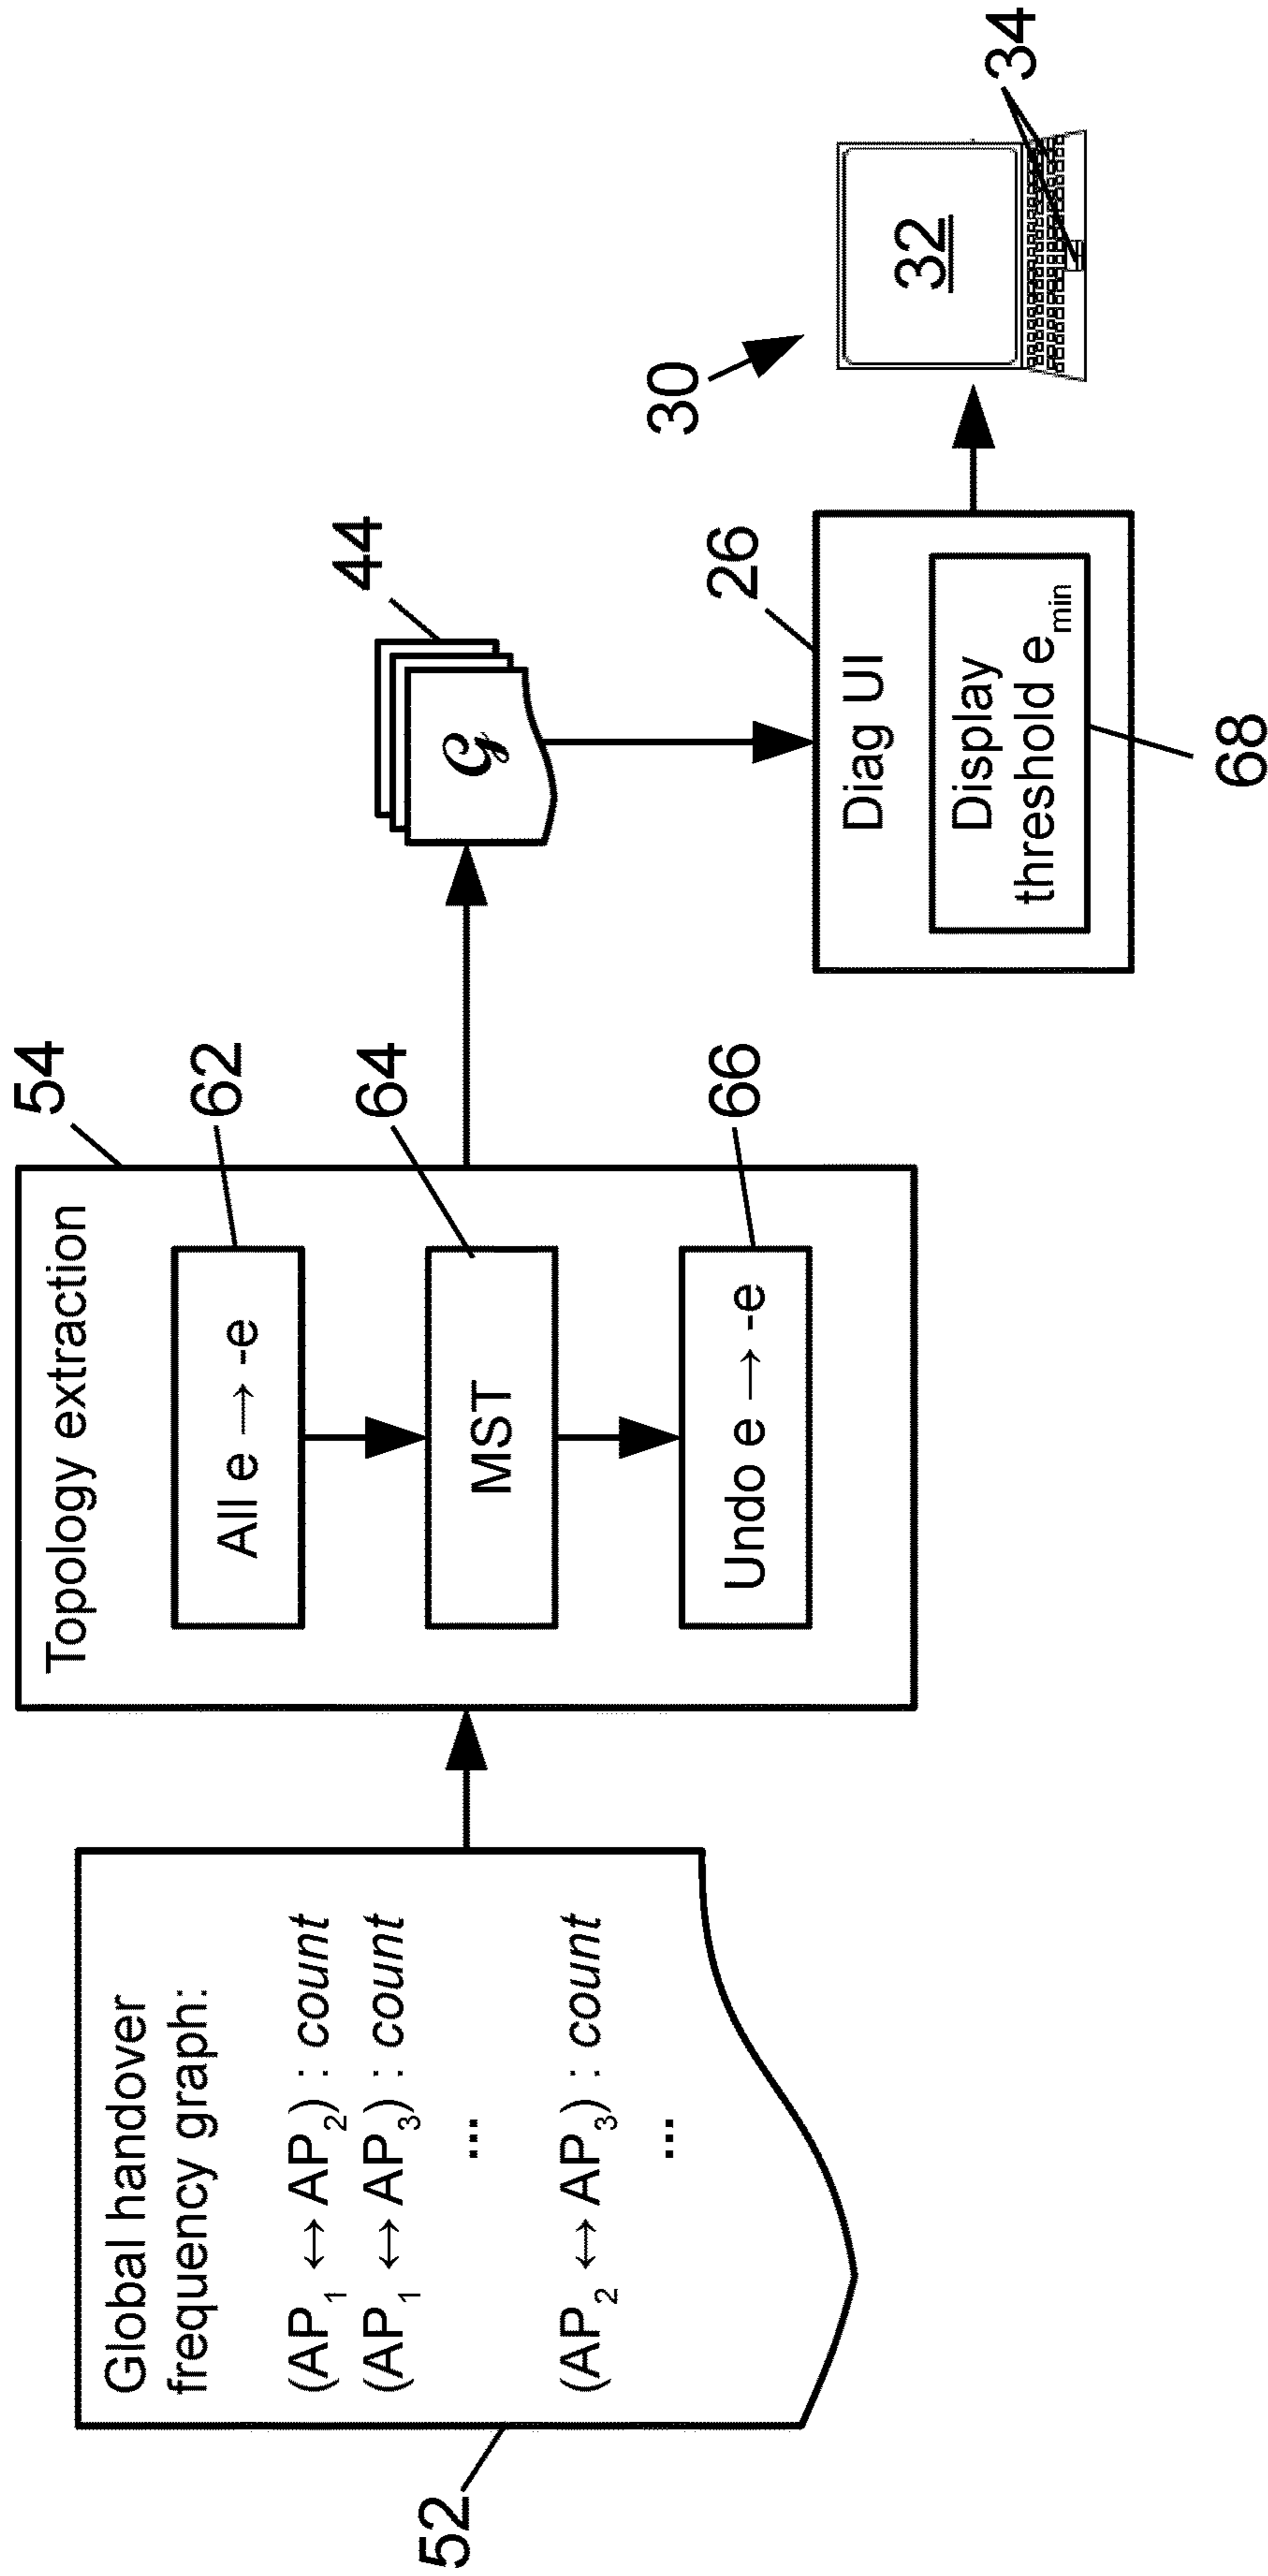 52
Global handover
frequency graph:
(AP1 ↔ AP2) : count
(AP1 ↔ AP3) : count
...
(AP2 ↔ AP3) : count
...
54
Topology extraction
62
All e → -e
64
MST
66
Undo e → -e
44
𝒢
26
Diag UI
Display
threshold emin
68
30
32
34